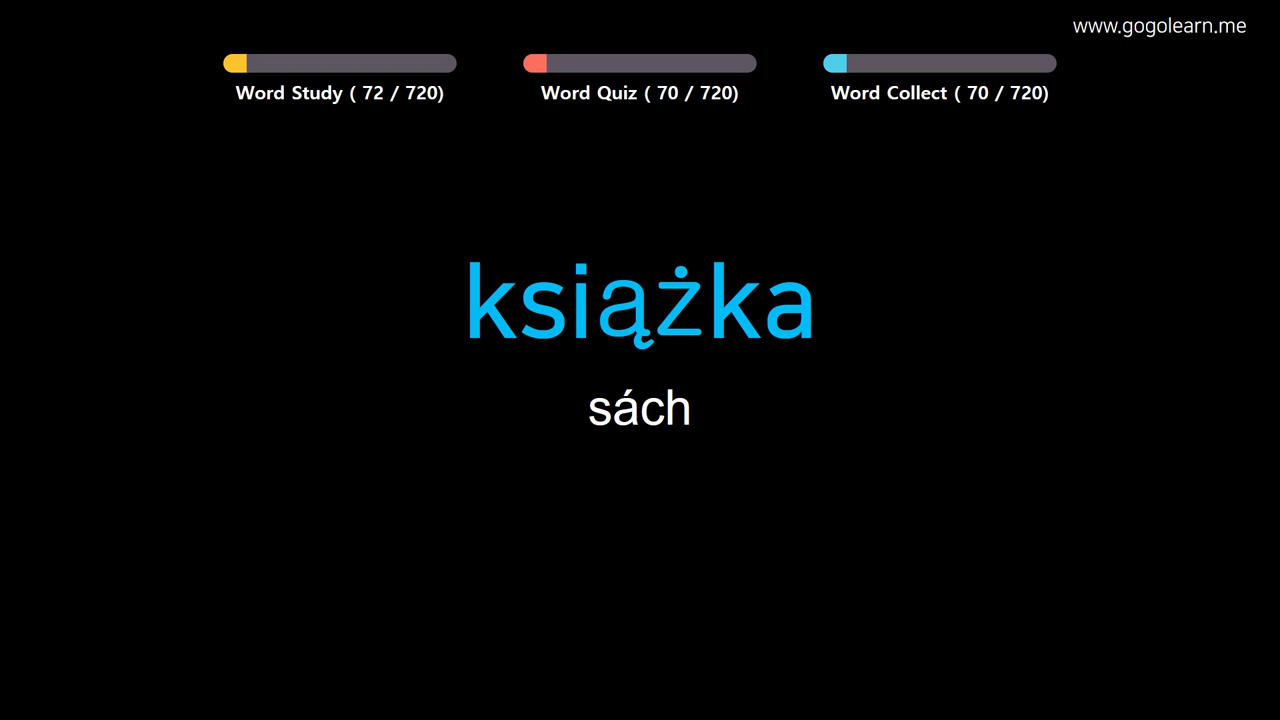 www.gogolearn.me
Word Study ( 72 / 720)
Word Quiz ( 70 / 720)
Word Collect ( 70 / 720)
książka
sách